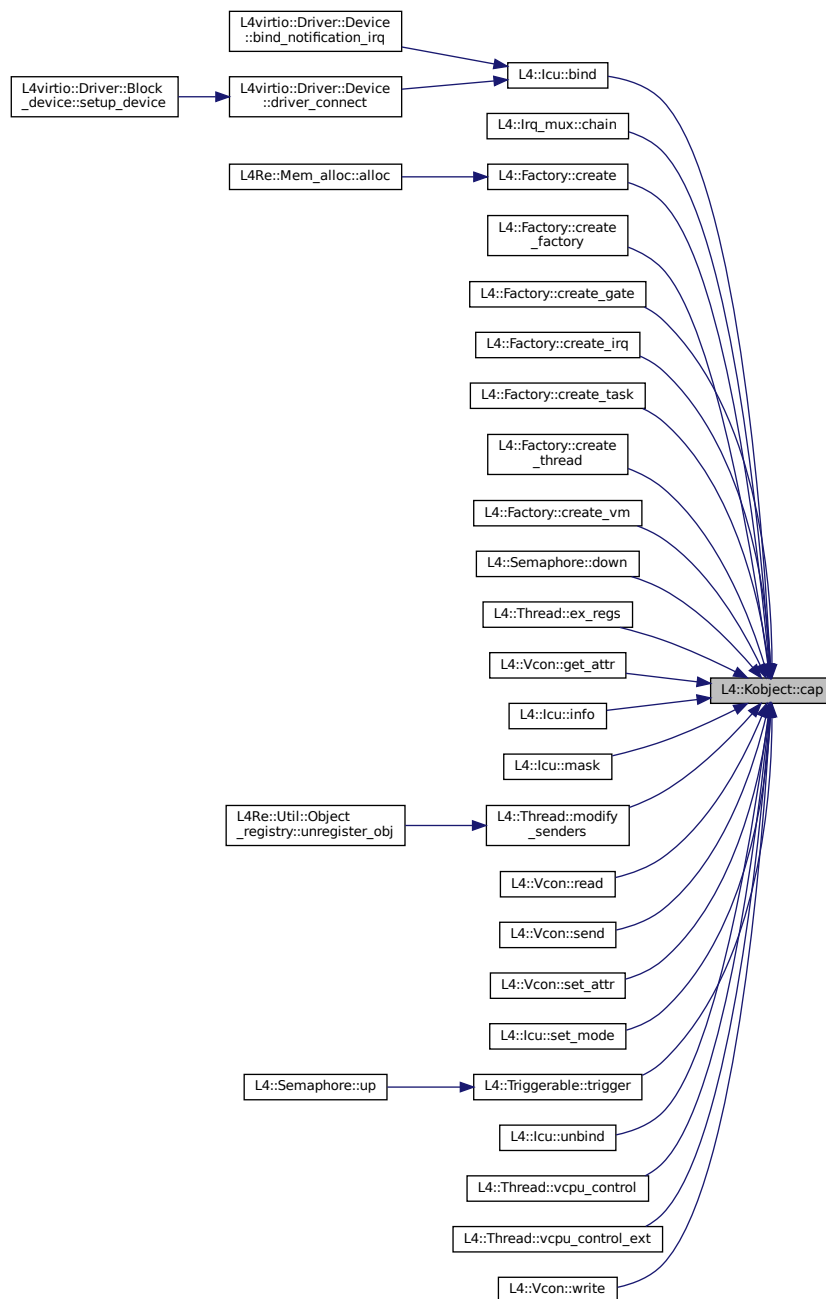 L4virtio::Driver::Device
::bind_notification_irq
L4::Icu::bind
L4virtio::Driver::Block
_device::setup_device
L4virtio::Driver::Device
::driver_connect
L4::Irq_mux::chain
L4Re::Mem_alloc::alloc
L4::Factory::create
L4::Factory::create
_factory
L4::Factory::create_gate
L4::Factory::create_irq
L4::Factory::create_task
L4::Factory::create
_thread
L4::Factory::create_vm
L4::Semaphore::down
L4::Thread::ex_regs
L4::Vcon::get_attr
L4::Kobject::cap
L4::Icu::info
L4::Icu::mask
L4Re::Util::Object
_registry::unregister_obj
L4::Thread::modify
_senders
L4::Vcon::read
L4::Vcon::send
L4::Vcon::set_attr
L4::Icu::set_mode
L4::Semaphore::up
L4::Triggerable::trigger
L4::Icu::unbind
L4::Thread::vcpu_control
L4::Thread::vcpu_control_ext
L4::Vcon::write